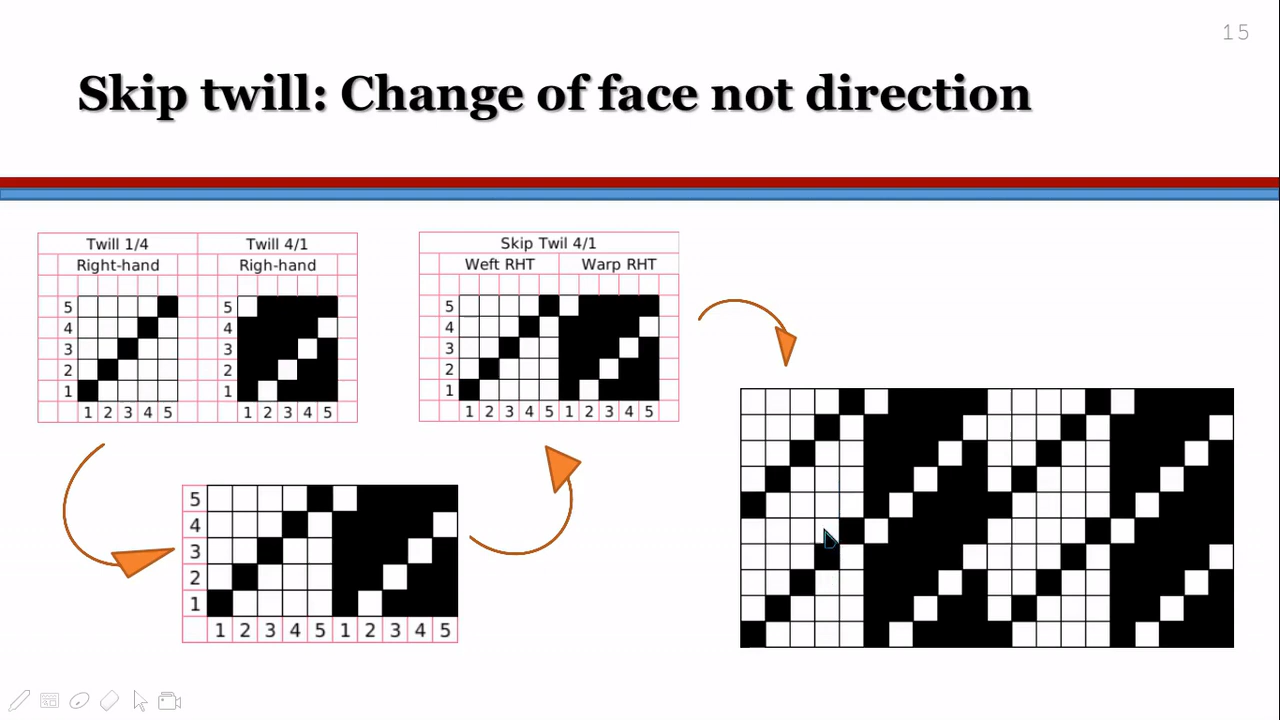 15
Skip twill: Change of face not direction
Twill 1/4 Twill 4/1
Right-hand Righ-hand
5 5
4 4
3 3
2 2
1 1
1 2 3 4 5 1 2 3 4 5
Skip Twil 4/1
Weft RHT Warp RHT
5
4
3
2
1
1 2 3 4 5 1 2 3 4 5
5
4
3
2
1
1 2 3 4 5 1 2 3 4 5